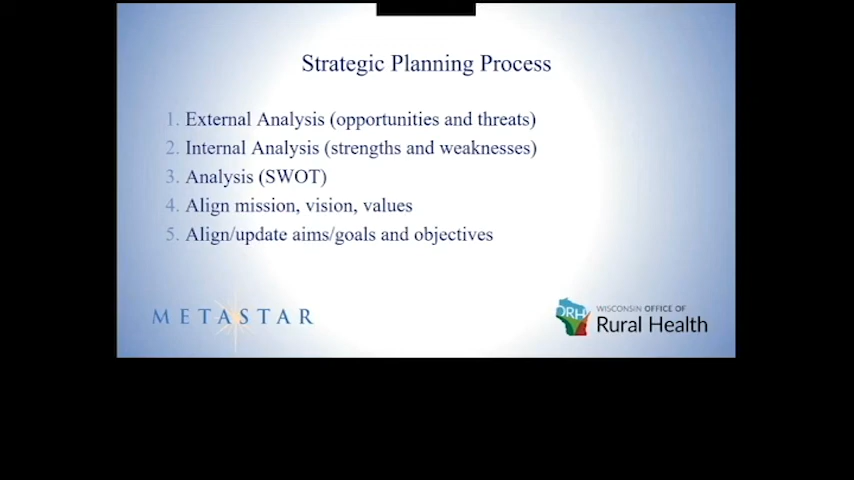 Strategic Planning Process
1. External Analysis (opportunities and threats)
2. Internal Analysis (strengths and weaknesses)
3. Analysis (SWOT)
4. Align mission, vision, values
5. Align/update aims/goals and objectives
METASTAR
ORH
WISCONSIN OFFICE OF
Rural Health